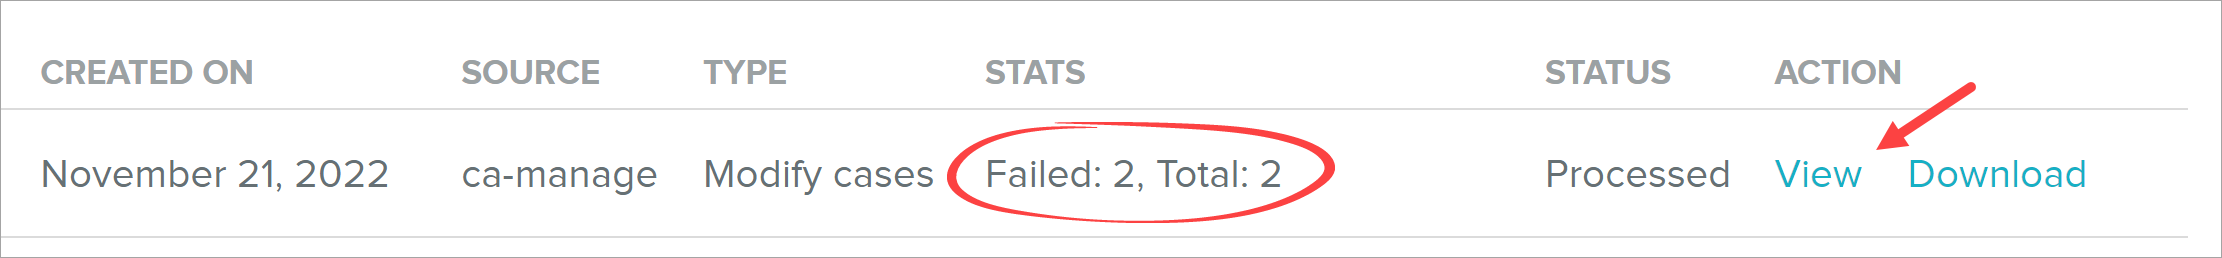 CREATED ON SOURCE TYPE STATS STATUS ACTION
November 21, 2022 ca-manage Modify cases Failed: 2, Total: 2 Processed View Download